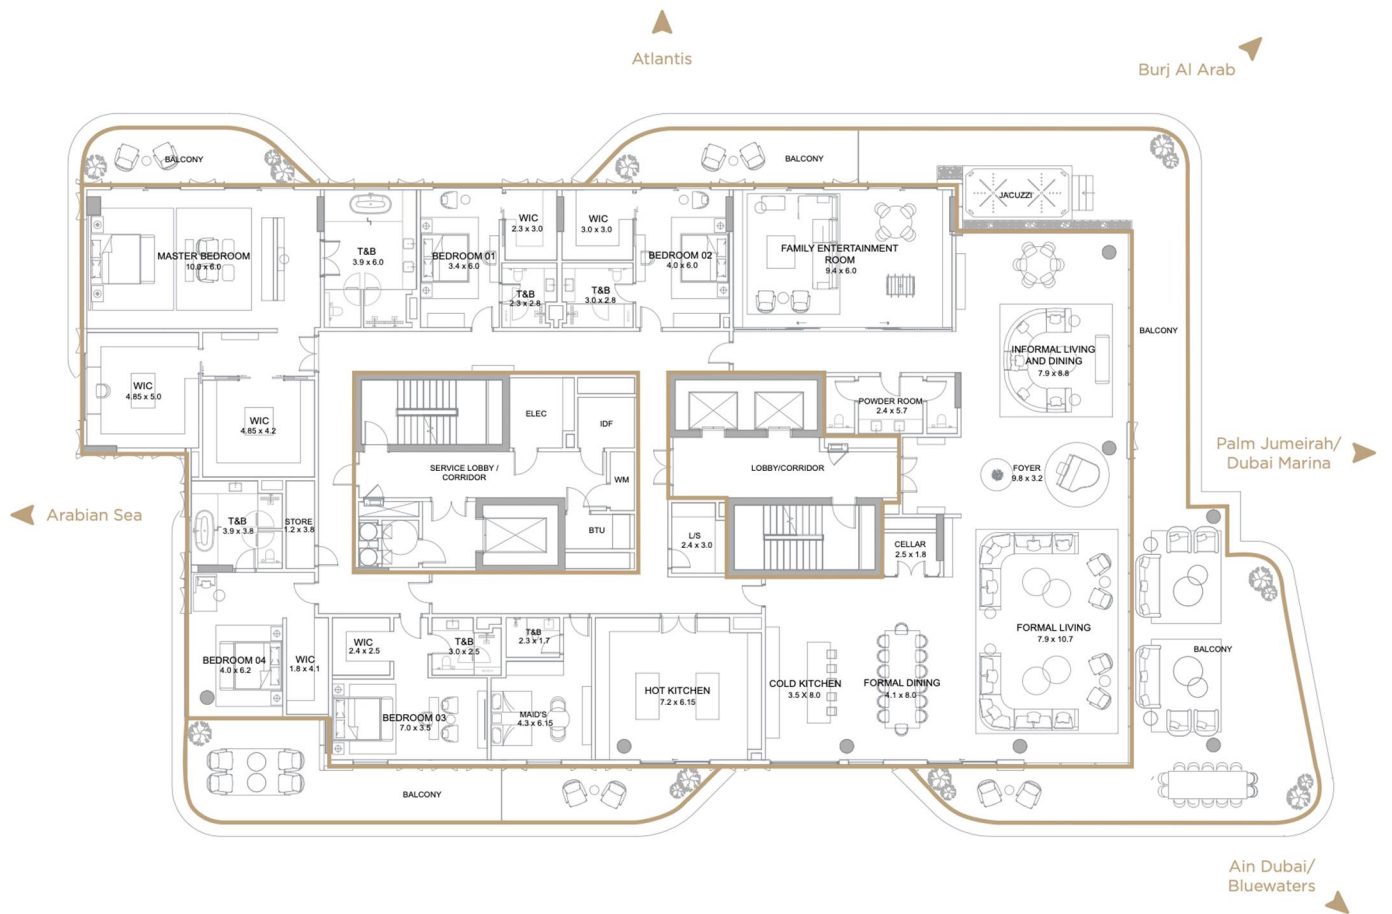 Atlantis
Burj Al Arab
BALCONY
BALCONY
JACUZZI
MASTER BEDROOM
10.0 x 6.0
T&B
3.9 x 6.0
BEDROOM 01
3.4 x 6.0
WIC
2.3 x 3.0
T&B
2.3 x 2.8
WIC
3.0 x 3.0
T&B
3.0 x 2.8
BEDROOM 02
4.0 x 6.0
FAMILY ENTERTAINMENT
ROOM
9.4 x 6.0
BALCONY
INFORMAL LIVING
AND DINING
7.9 x 8.8
WIC
4.85 x 5.0
WIC
4.85 x 4.2
ELEC
IDF
POWDER ROOM
2.4 x 5.7
SERVICE LOBBY /
CORRIDOR
WM
BTU
LOBBY/CORRIDOR
FOYER
9.8 x 3.2
Palm Jumeirah/
Dubai Marina
Arabian Sea
T&B
3.9 x 3.8
STORE
1.2 x 3.8
L/S
2.4 x 3.0
CELLAR
2.5 x 1.8
FORMAL LIVING
7.9 x 10.7
BALCONY
BEDROOM 04
4.0 x 6.2
WIC
1.8 x 4.1
WIC
2.4 x 2.5
T&B
3.0 x 2.5
T&B
2.3 x 1.7
BEDROOM 03
7.0 x 3.5
MAID'S
4.3 x 6.15
HOT KITCHEN
7.2 x 6.15
COLD KITCHEN
3.5 X 8.0
FORMAL DINING
4.1 x 8.0
BALCONY
Ain Dubai/
Bluewaters